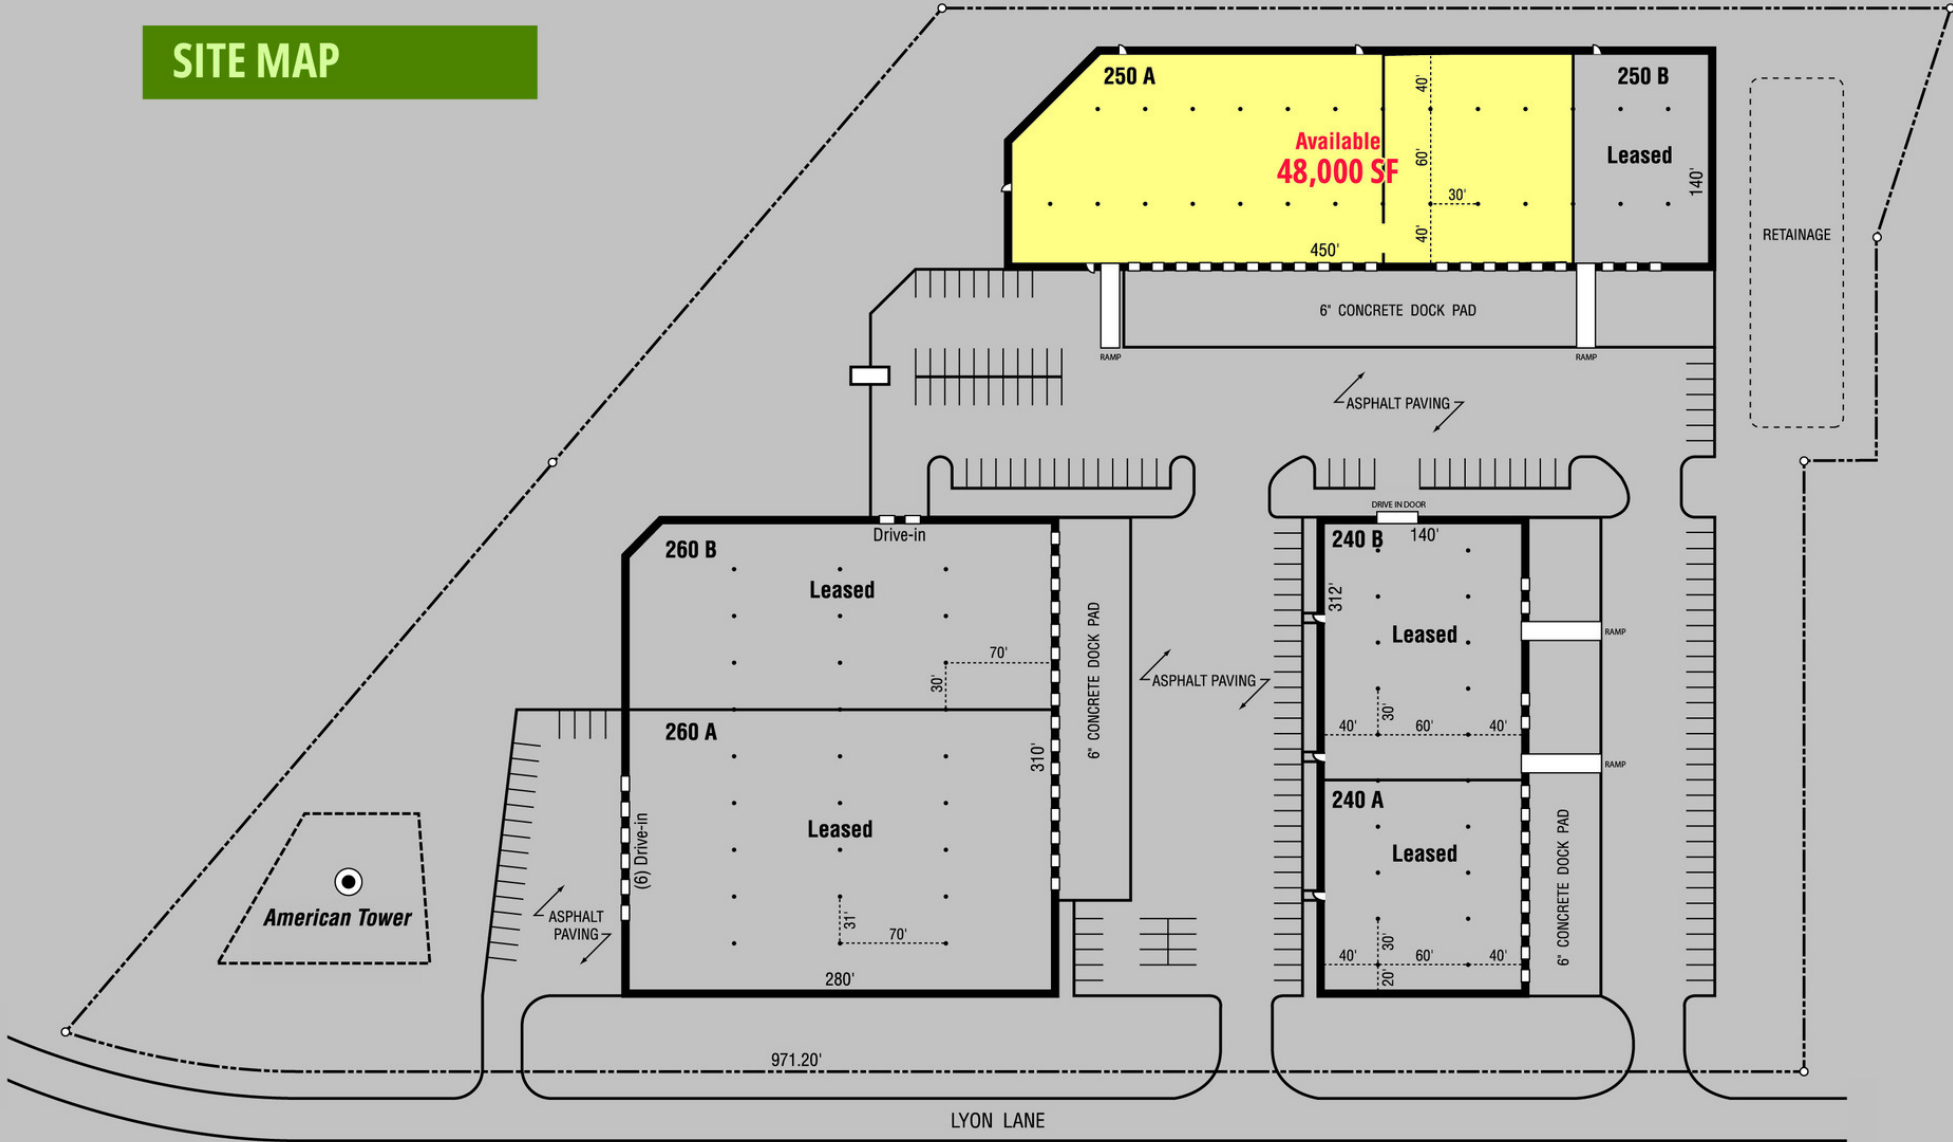 SITE MAP
250 A
250 B
40'
Available
48,000 SF
60'
Leased
140'
30'
40'
450'
RETAINAGE
6" CONCRETE DOCK PAD
RAMP
RAMP
ASPHALT PAVING
DRIVE IN DOOR
Drive-in
260 B
Leased
240 B
140'
312'
Leased
RAMP
70'
30'
6" CONCRETE DOCK PAD
ASPHALT PAVING
30'
40'
60'
40'
260 A
310'
RAMP
240 A
Leased
Leased
(6) Drive-in
6" CONCRETE DOCK PAD
American Tower
ASPHALT
PAVING
31'
70'
30'
40'
60'
40'
20'
280'
971.20'
LYON LANE